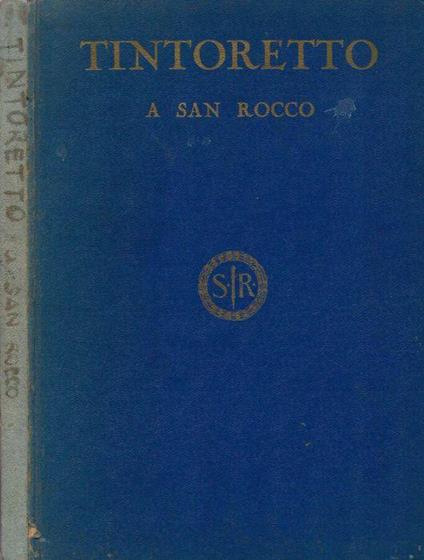 TINTORETTO
A SAN ROCCO
S·R·
TINTORETTO A SAN ROCCO